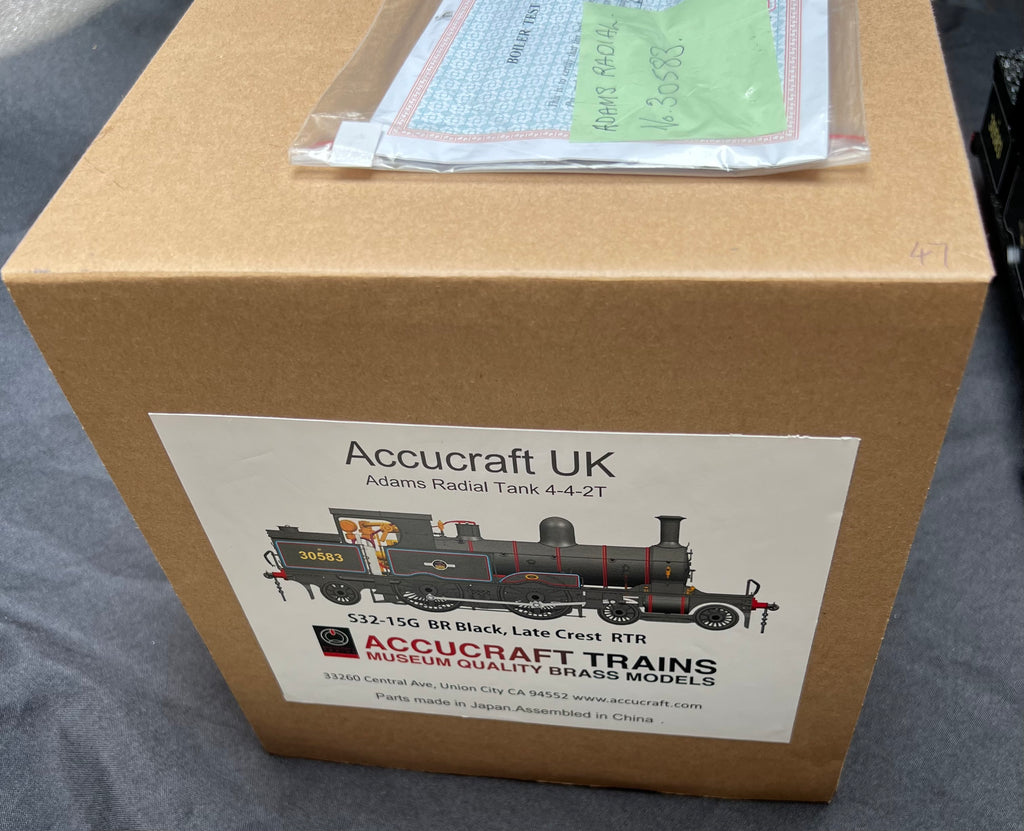 BOILER TEST
ADAMS RADIAL.
No. 30583.
47
Accucraft UK
Adams Radial Tank 4-4-2T
30583
S32-15G BR Black, Late Crest RTR
ACCUCRAFT TRAINS
MUSEUM QUALITY BRASS MODELS
33260 Central Ave, Union City CA 94552 www.accucraft.com
Parts made in Japan.Assembled in China